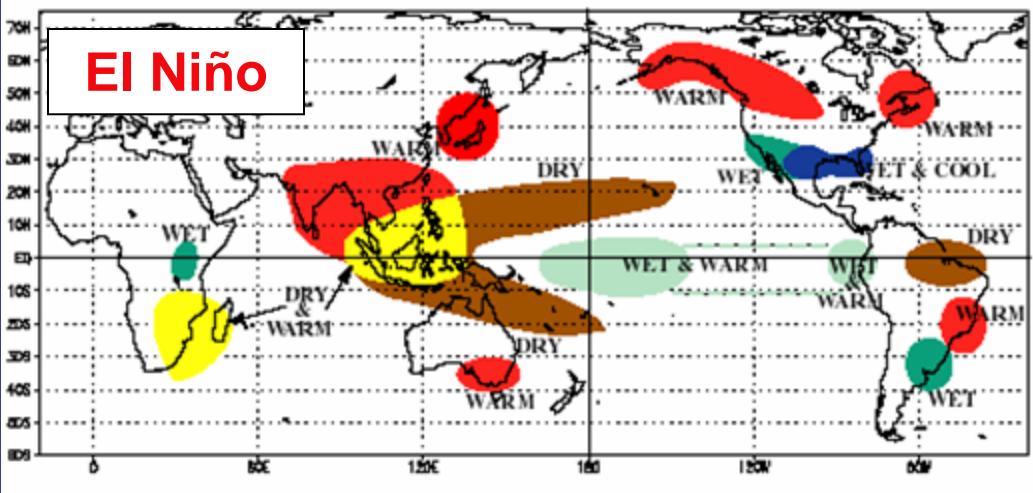 70N
60N
50N
40N
30N
20N
10N
EQ
10S
20S
30S
40S
50S
60S
El Niño
WARM
WARM
WARM
DRY
WET
WET & COOL
WET
DRY
WET & WARM
WET
&
WARM
DRY
&
WARM
WARM
DRY
WARM
WET
0
60E
120E
180
120W
60W